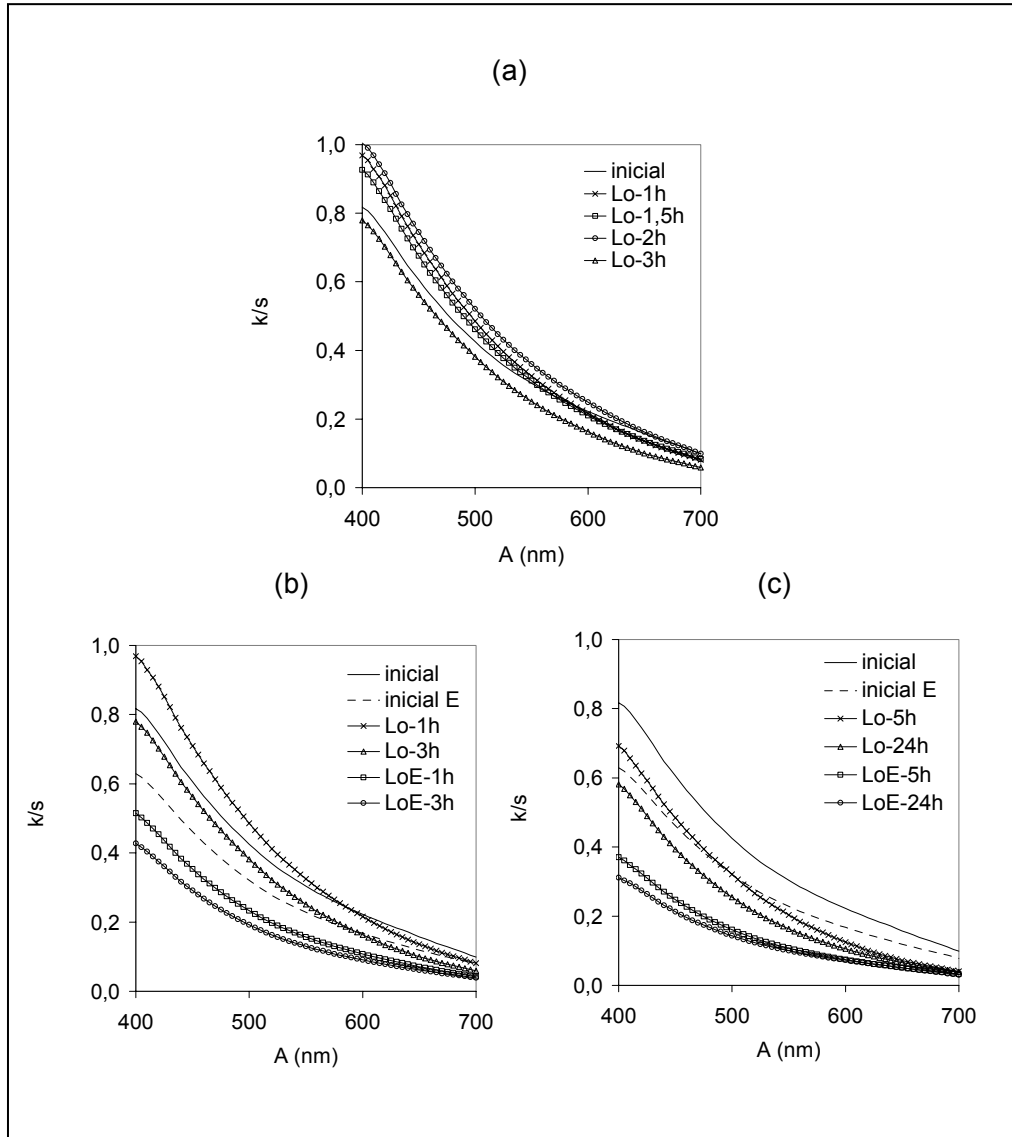 (a)
1,0
0,8
0,6
0,4
0,2
0,0
k/s
400 500 600 700
A (nm)
inicial
Lo-1h
Lo-1,5h
Lo-2h
Lo-3h
(b)
1,0
0,8
0,6
0,4
0,2
0,0
k/s
400 500 600 700
A (nm)
inicial
inicial E
Lo-1h
Lo-3h
LoE-1h
LoE-3h
(c)
1,0
0,8
0,6
0,4
0,2
0,0
k/s
400 500 600 700
A (nm)
inicial
inicial E
Lo-5h
Lo-24h
LoE-5h
LoE-24h